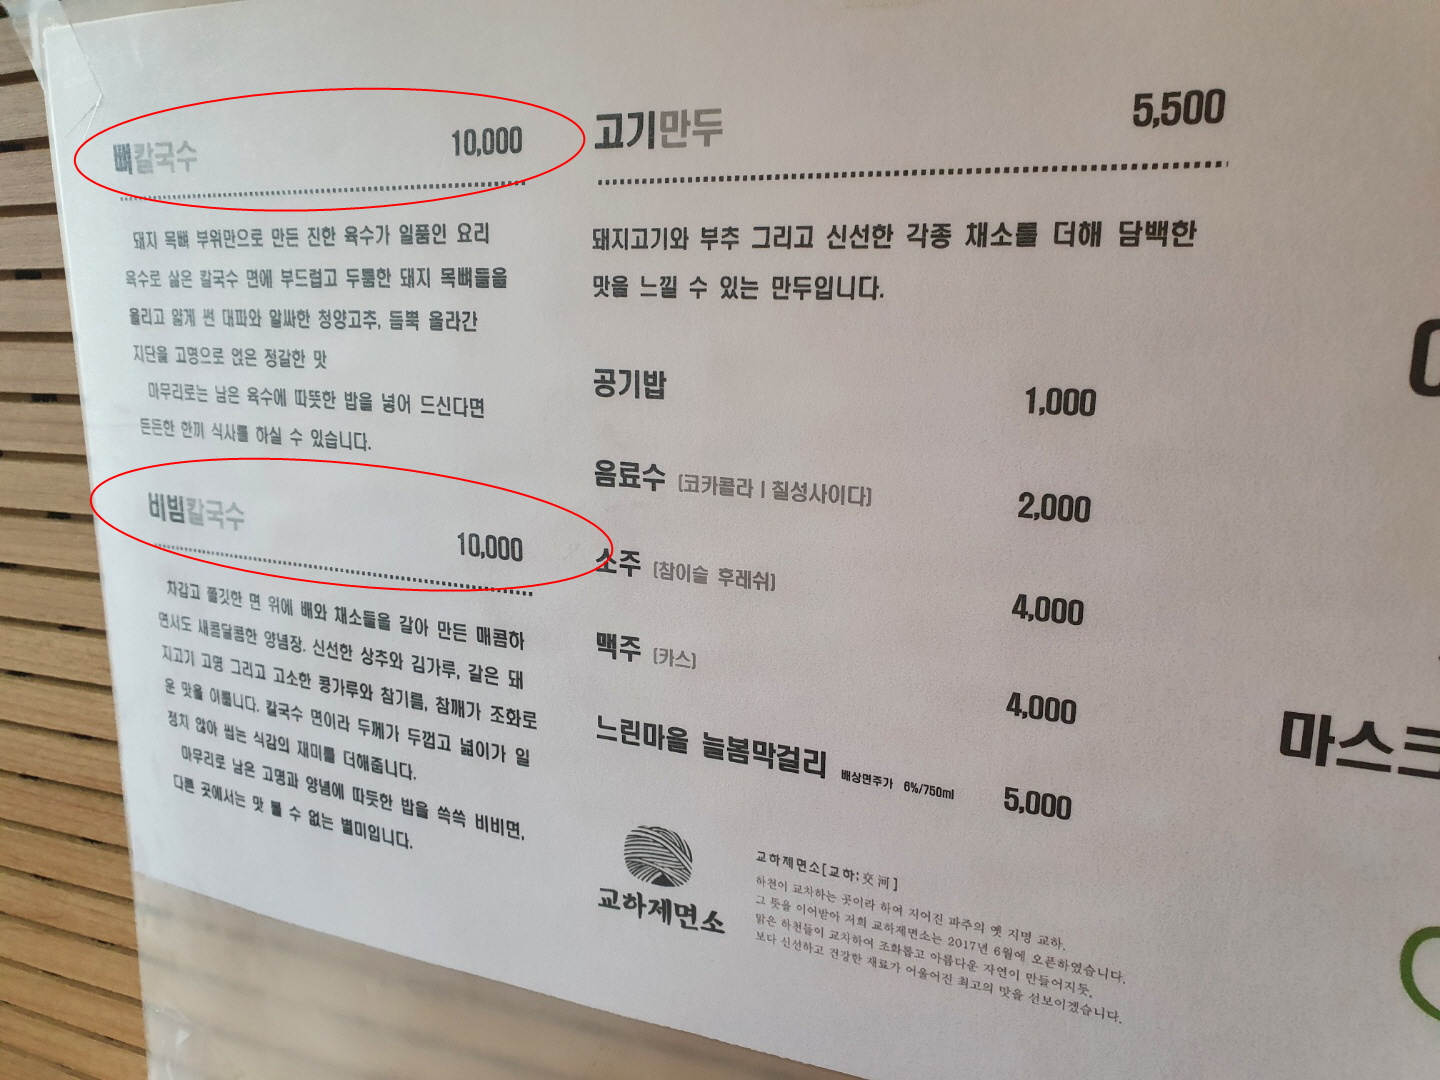 뼈칼국수 10,000
돼지 목뼈 부위만으로 만든 진한 육수가 일품인 요리
육수로 삶은 칼국수 면에 부드럽고 두툼한 돼지 목뼈들을
올리고 얇게 썬 대파와 알싸한 청양고추, 듬뿍 올라간
지단을 고명으로 얹은 정갈한 맛
마무리로는 남은 육수에 따뜻한 밥을 넣어 드신다면
든든한 한끼 식사를 하실 수 있습니다.
비빔칼국수 10,000
차갑고 쫄깃한 면 위에 배와 채소들을 갈아 만든 매콤하
면서도 새콤달콤한 양념장. 신선한 상추와 김가루, 갈은 돼
지고기 고명 그리고 고소한 콩가루와 참기름, 참깨가 조화로
운 맛을 이룹니다. 칼국수 면이라 두께가 두껍고 넓이가 일
정치 않아 씹는 식감의 재미를 더해줍니다.
마무리로 남은 고명과 양념에 따듯한 밥을 쓱쓱 비비면,
다른 곳에서는 맛 볼 수 없는 별미입니다.
고기만두 5,500
돼지고기와 부추 그리고 신선한 각종 채소를 더해 담백한
맛을 느낄 수 있는 만두입니다.
공기밥 1,000
음료수 [코카콜라 | 칠성사이다] 2,000
소주 [참이슬 후레쉬] 4,000
맥주 [카스] 4,000
느린마을 늘봄막걸리 배상면주가 6%/750ml 5,000
교하제면소
교하제면소[교하;交河]
하천이 교차하는 곳이라 하여 지어진 파주의 옛 지명 교하.
그 뜻을 이어받아 저희 교하제면소는 2017년 6월에 오픈하였습니다.
맑은 하천들이 교차하여 조화롭고 아름다운 자연이 만들어지듯,
보다 신선하고 건강한 재료가 어울어진 최고의 맛을 선보이겠습니다.
마스크